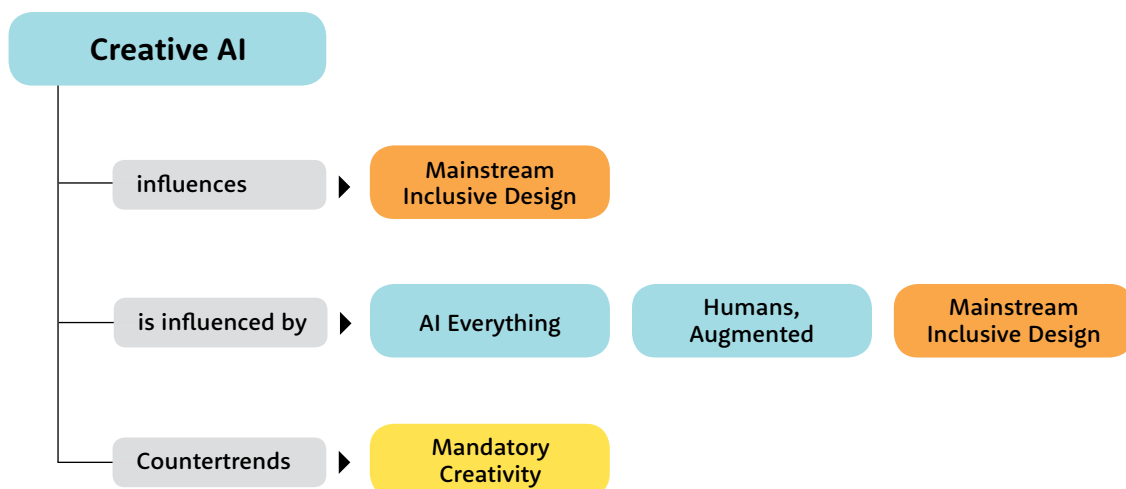 Creative AI
influences
Mainstream
Inclusive Design
is influenced by
AI Everything
Humans,
Augmented
Mainstream
Inclusive Design
Countertrends
Mandatory
Creativity